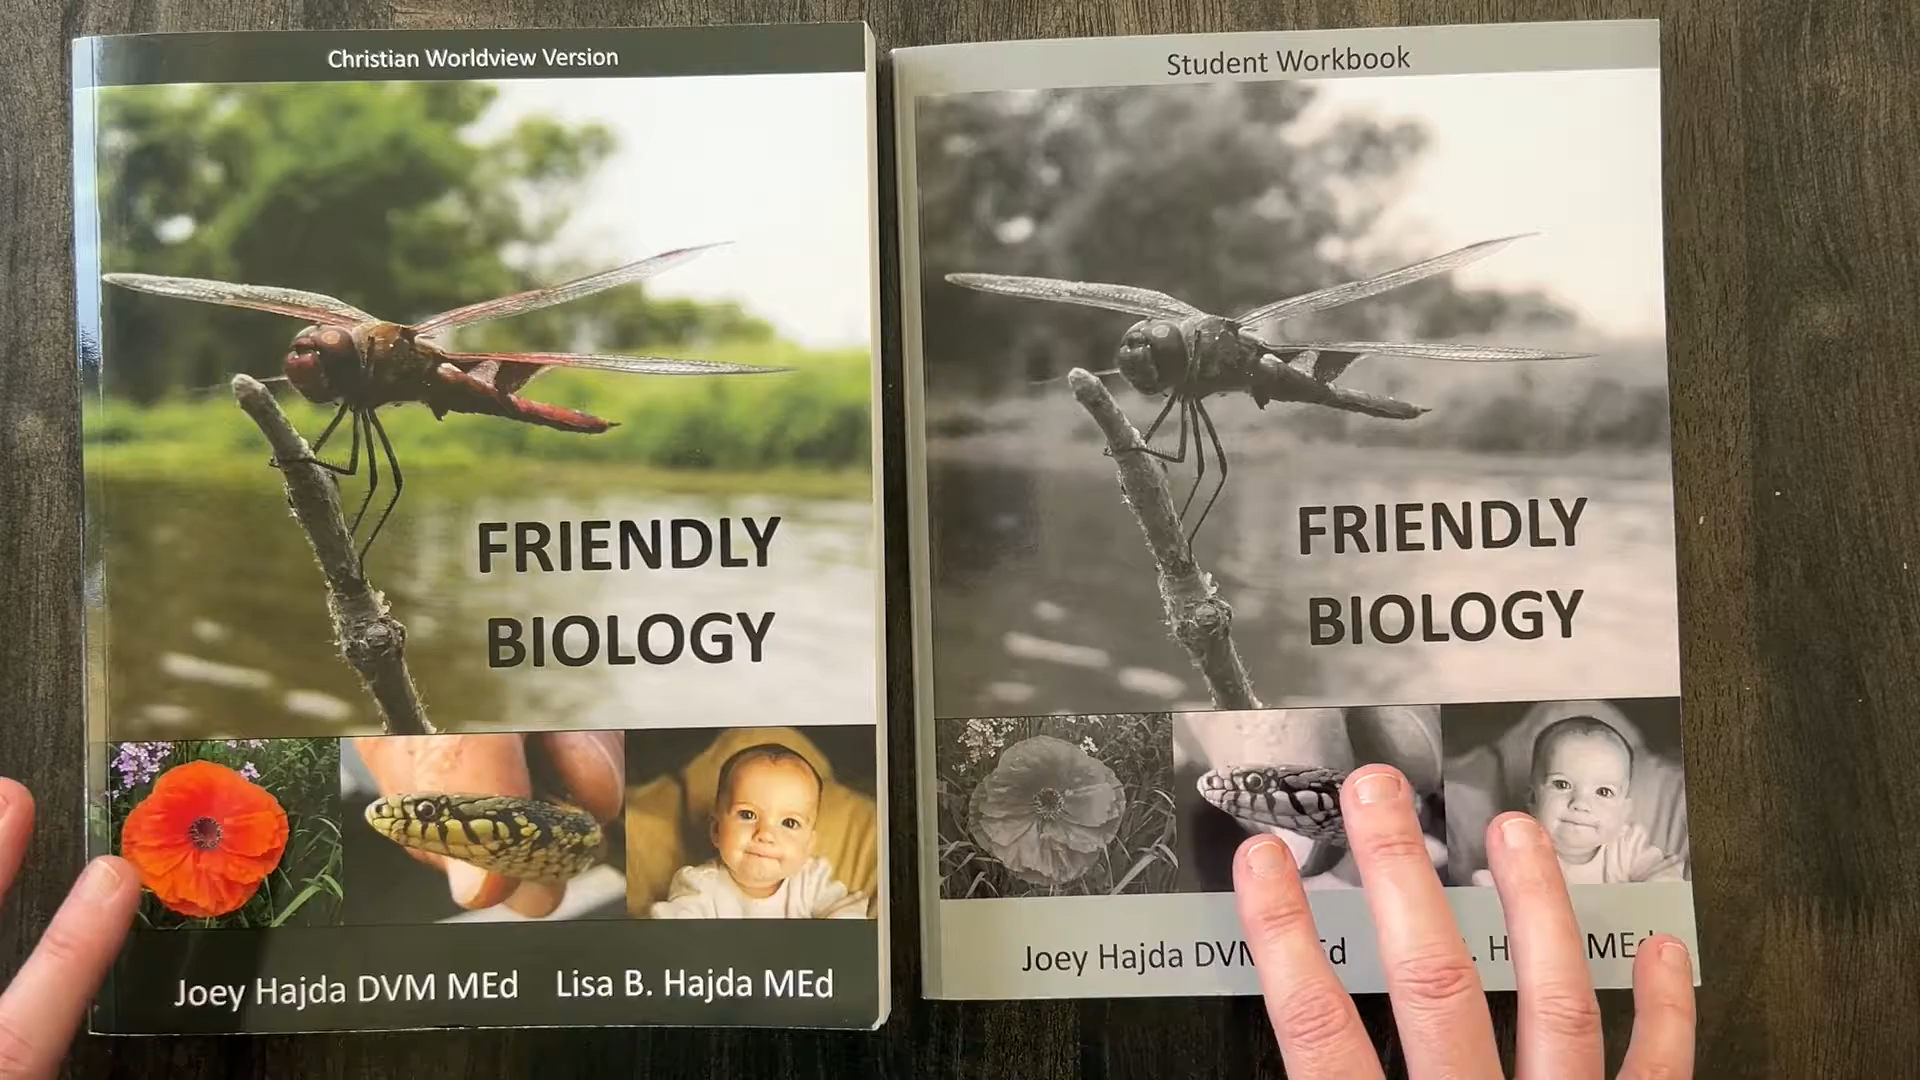 Christian Worldview Version
FRIENDLY
BIOLOGY
Joey Hajda DVM MEd Lisa B. Hajda MEd
Student Workbook
FRIENDLY
BIOLOGY
Joey Hajda